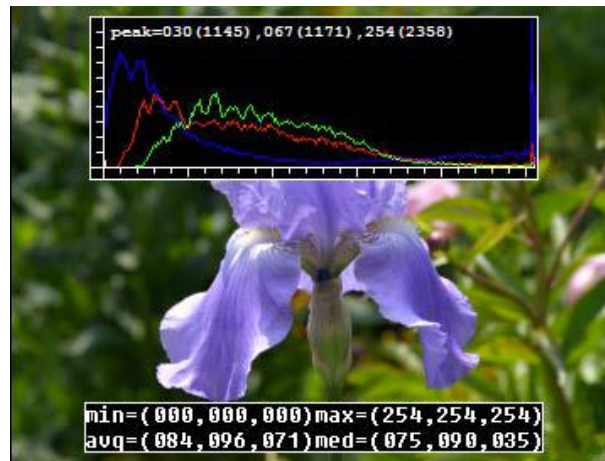 peak=030(1145),067(1171),254(2358)
min=(000,000,000)max=(254,254,254)
avg=(084,096,071)med=(075,090,035)